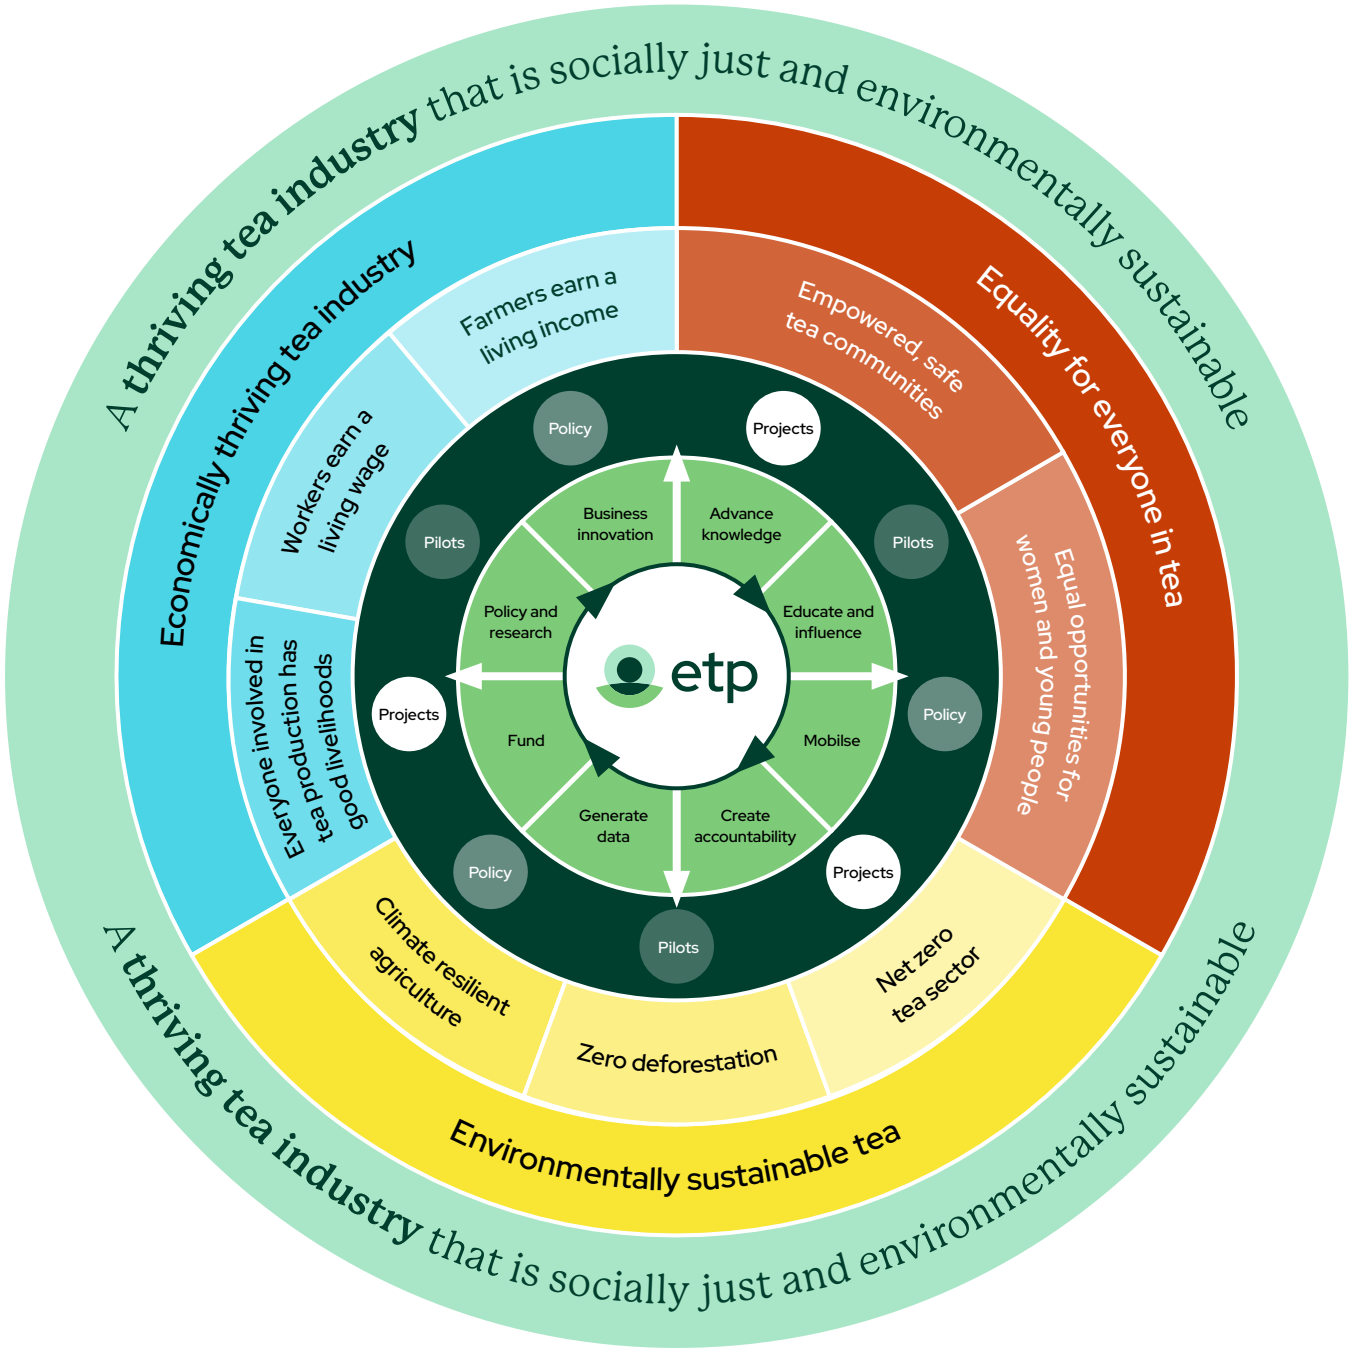 A thriving tea industry that is socially just and environmentally sustainable
Economically thriving tea industry
Equality for everyone in tea
Farmers earn a
living income
Empowered, safe
tea communities
Workers earn a
living wage
Equal opportunities for
women and young people
Everyone involved in
tea production has
good livelihoods
Policy
Projects
Pilots
Pilots
Projects
Policy
Policy
Projects
Pilots
Business
innovation
Advance
knowledge
Policy and
research
Educate and
influence
etp
Fund
Mobilse
Generate
data
Create
accountability
Climate resilient
agriculture
Zero deforestation
Net zero
tea sector
Environmentally sustainable tea
A thriving tea industry that is socially just and environmentally sustainable